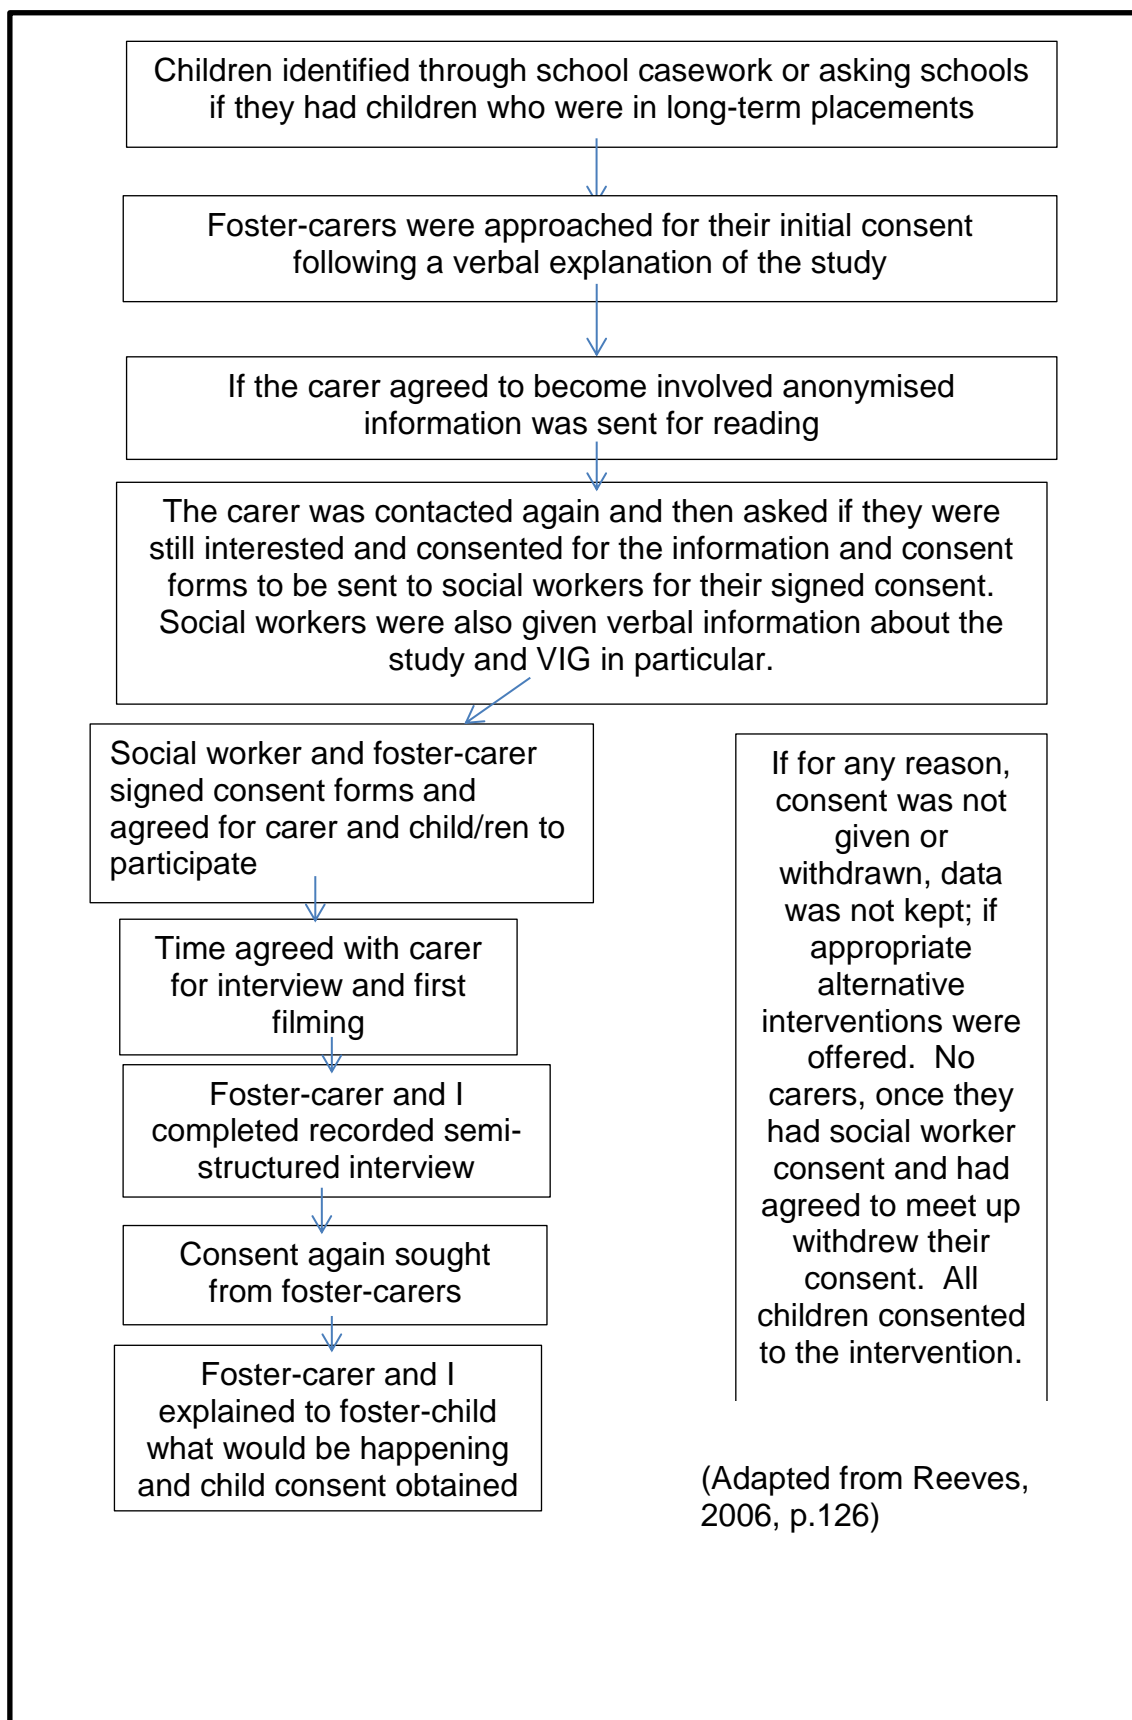 Children identified through school casework or asking schools
if they had children who were in long-term placements
Foster-carers were approached for their initial consent
following a verbal explanation of the study
If the carer agreed to become involved anonymised
information was sent for reading
The carer was contacted again and then asked if they were
still interested and consented for the information and consent
forms to be sent to social workers for their signed consent.
Social workers were also given verbal information about the
study and VIG in particular.
Social worker and foster-carer
signed consent forms and
agreed for carer and child/ren to
participate
Time agreed with carer
for interview and first
filming
Foster-carer and I
completed recorded semi-
structured interview
Consent again sought
from foster-carers
Foster-carer and I
explained to foster-child
what would be happening
and child consent obtained
If for any reason,
consent was not
given or
withdrawn, data
was not kept; if
appropriate
alternative
interventions were
offered.  No
carers, once they
had social worker
consent and had
agreed to meet up
withdrew their
consent.  All
children consented
to the intervention.
(Adapted from Reeves,
2006, p.126)